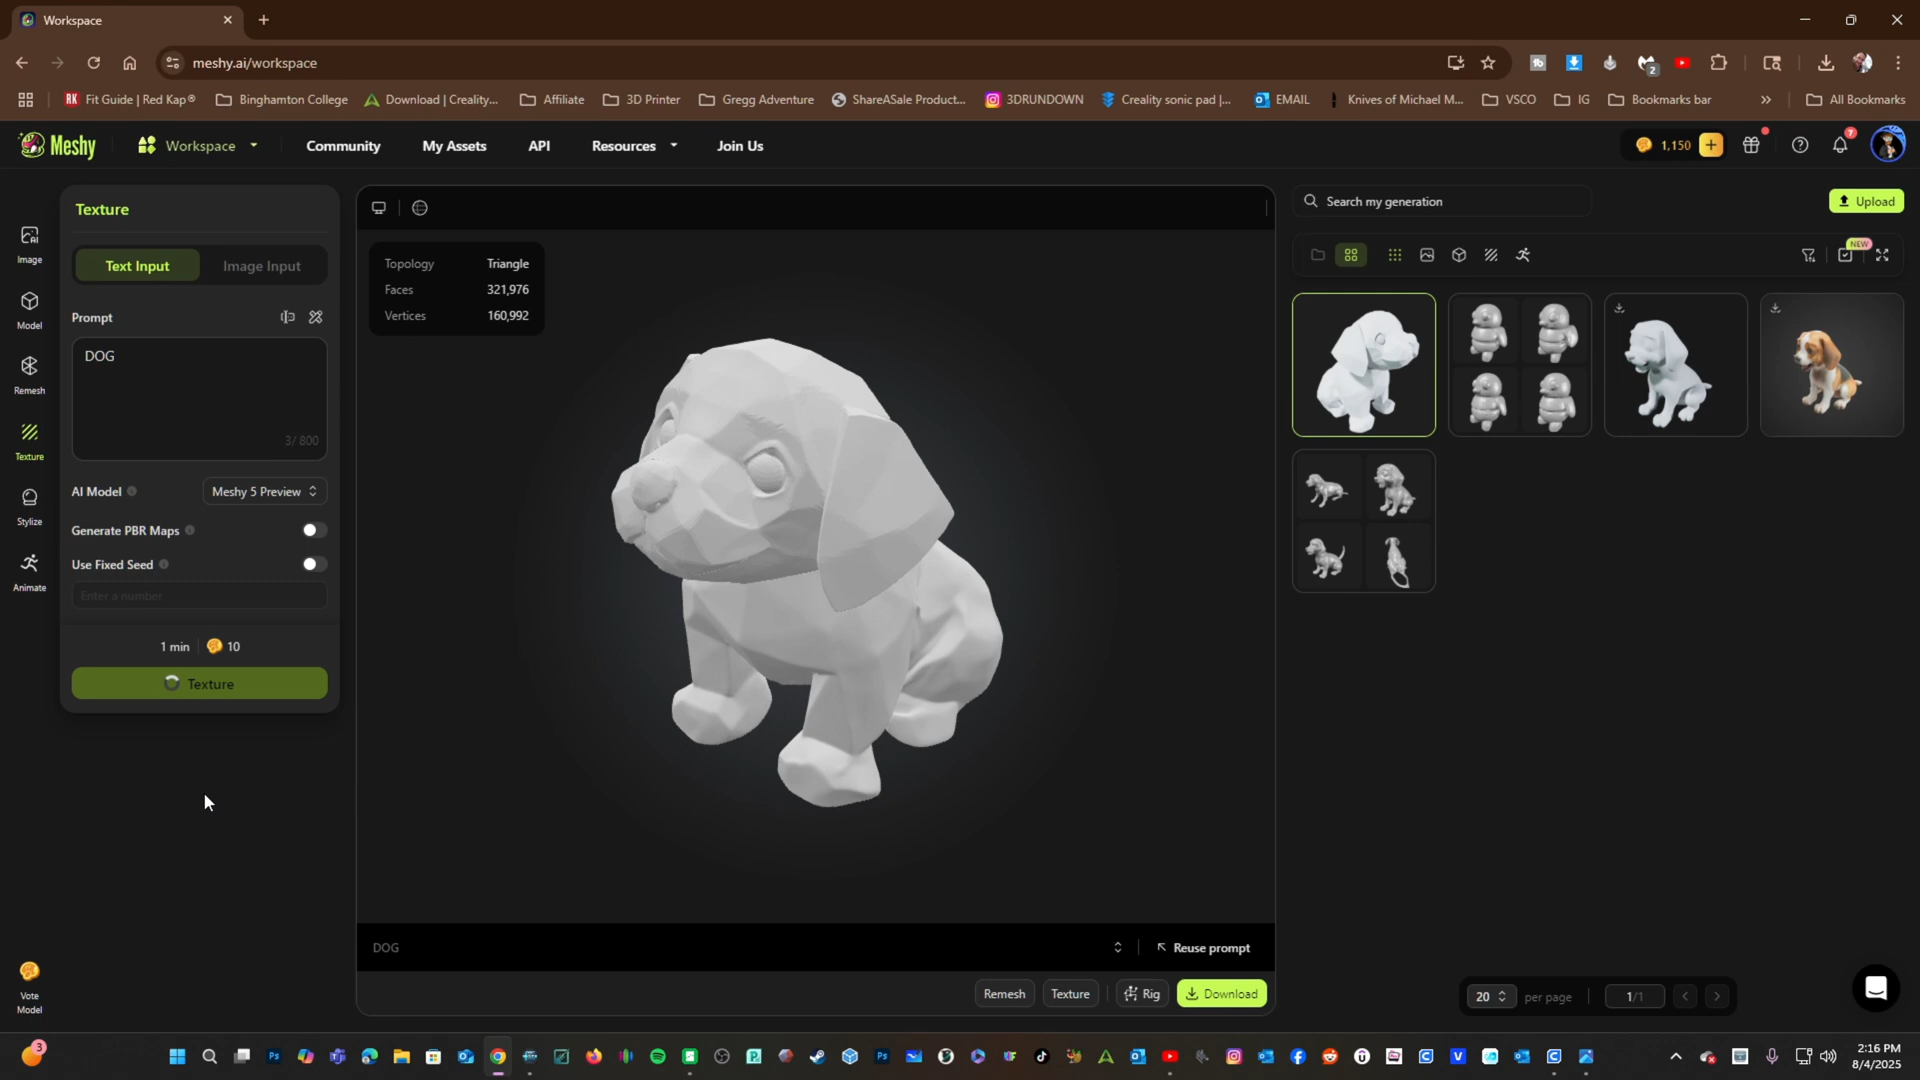 Workspace
meshy.ai/workspace
2
RK Fit Guide | Red Kap®
Binghamton College
Download | Creality...
Affiliate
3D Printer
Gregg Adventure
ShareASale Product...
3DRUNDOWN
Creality sonic pad |...
EMAIL
Knives of Michael M...
VSCO
IG
Bookmarks bar
»
All Bookmarks
Meshy
Workspace
Community
My Assets
API
Resources
Join Us
1,150
7
Texture
Text Input
Image Input
Prompt
DOG
3/ 800
AI Model
Meshy 5 Preview
Generate PBR Maps
Use Fixed Seed
Enter a number
1 min
10
Texture
Image
Model
Remesh
Texture
Stylize
Animate
Vote
Model
Topology Triangle
Faces 321,976
Vertices 160,992
DOG
Reuse prompt
Remesh
Texture
Rig
Download
Search my generation
Upload
NEW
20
per page
1/1
3
2:16 PM
8/4/2025